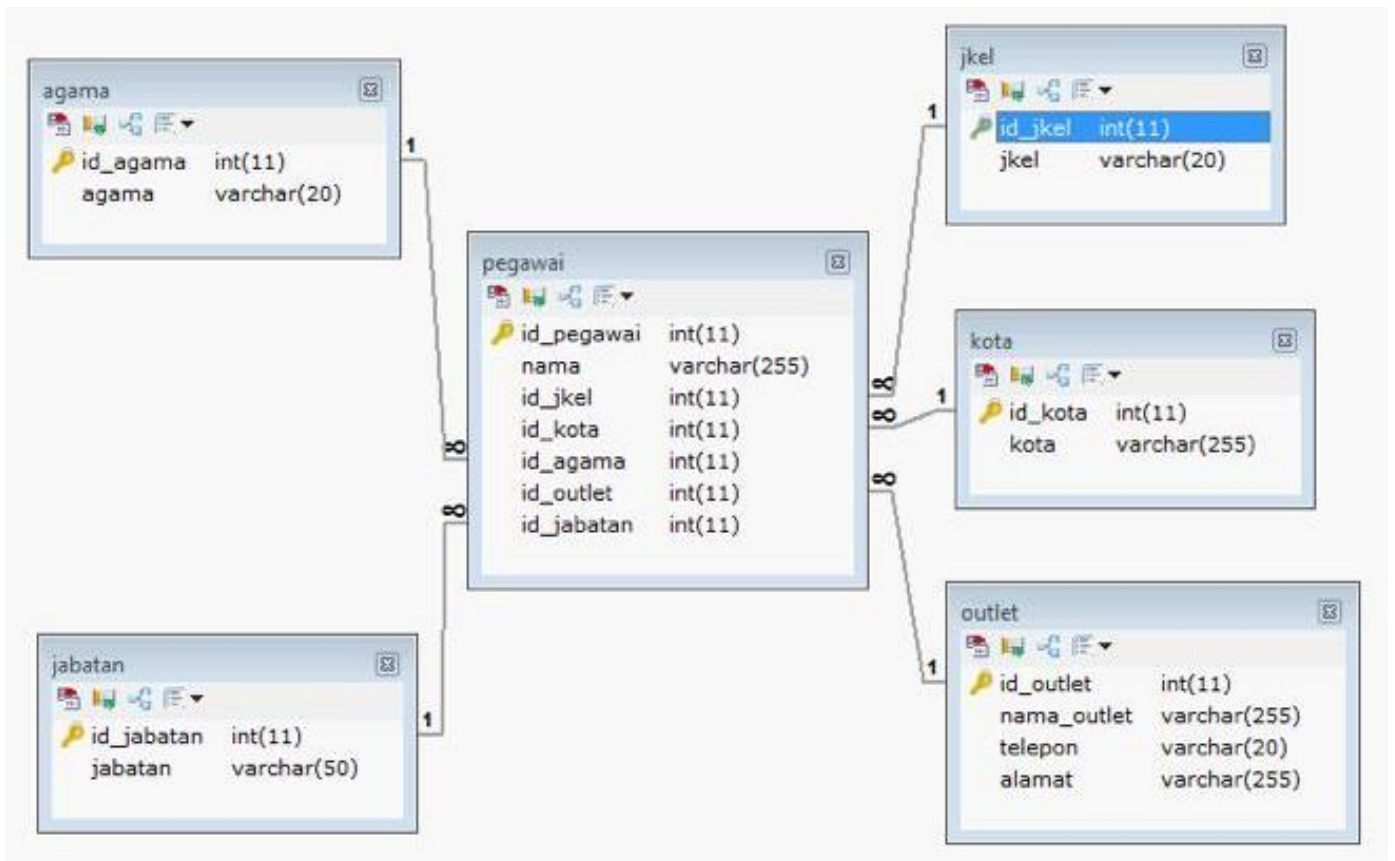 agama
id_agama int(11)
agama varchar(20)
1
∞
jkel
id_jkel int(11)
jkel varchar(20)
1
∞
pegawai
id_pegawai int(11)
nama varchar(255)
id_jkel int(11)
id_kota int(11)
id_agama int(11)
id_outlet int(11)
id_jabatan int(11)
kota
id_kota int(11)
kota varchar(255)
1
∞
jabatan
id_jabatan int(11)
jabatan varchar(50)
1
∞
outlet
id_outlet int(11)
nama_outlet varchar(255)
telepon varchar(20)
alamat varchar(255)
1
∞